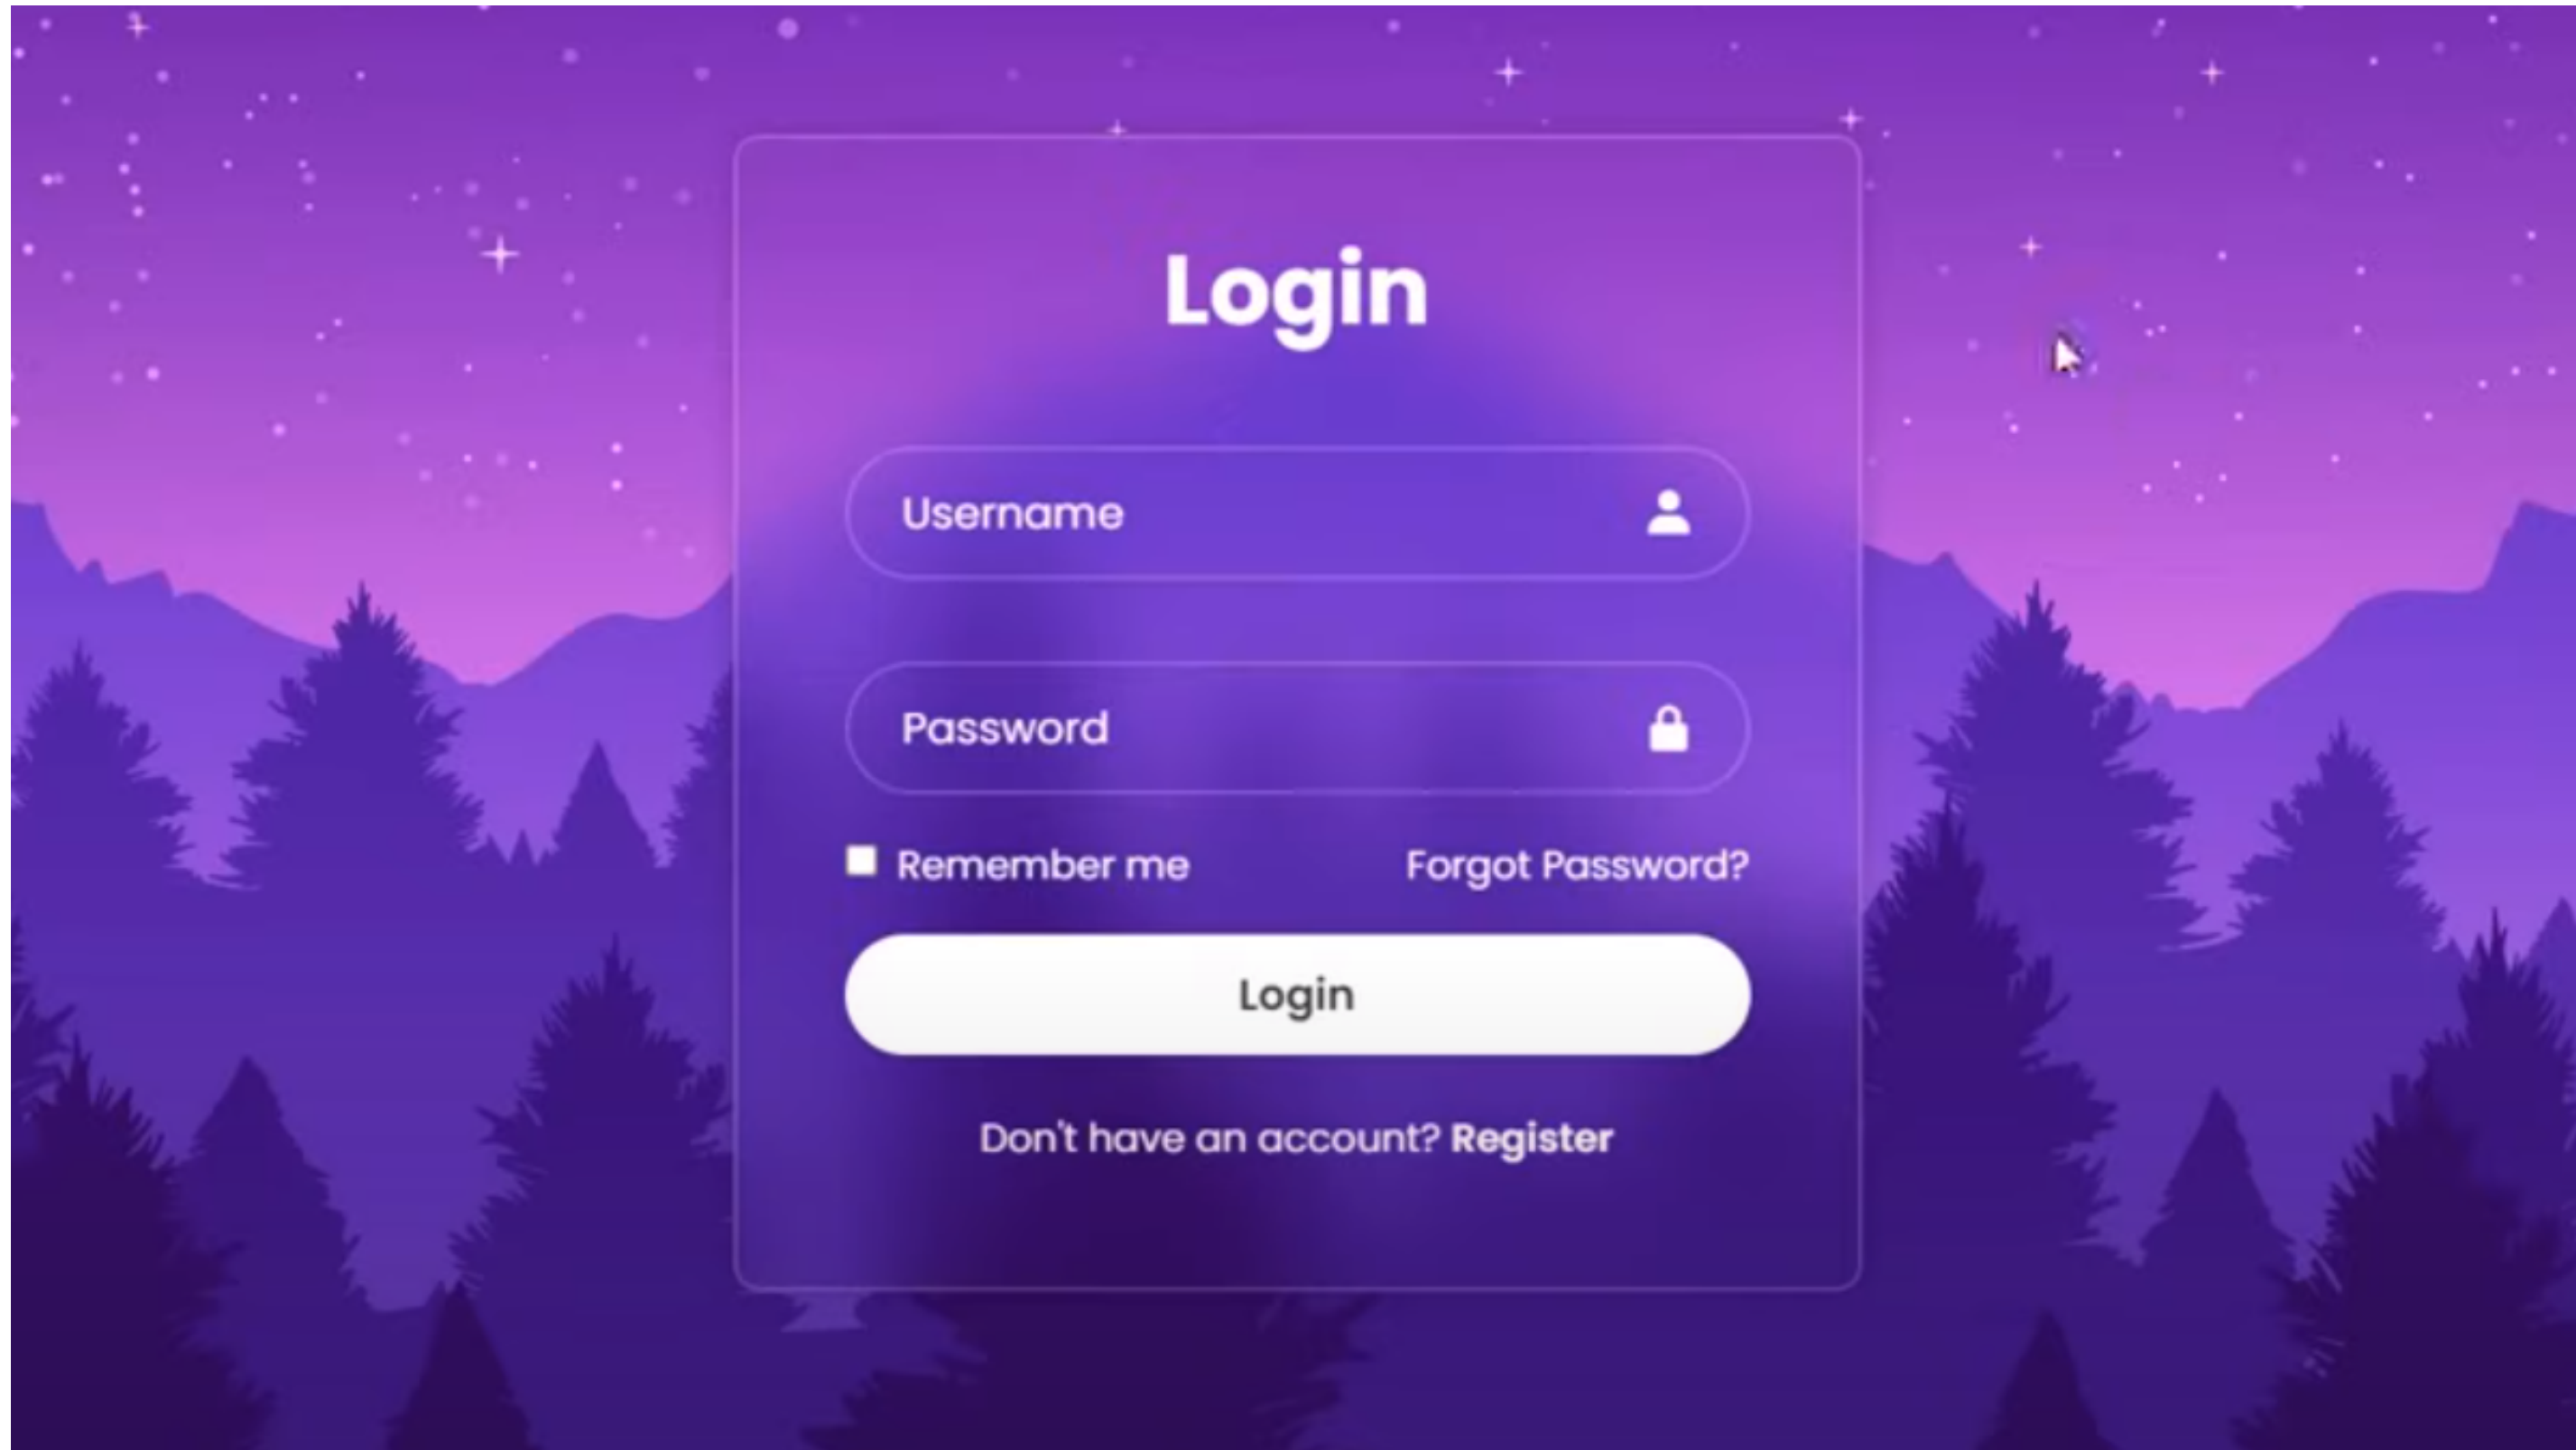 Login
Username
Password
Remember me Forgot Password?
Login
Don't have an account? Register